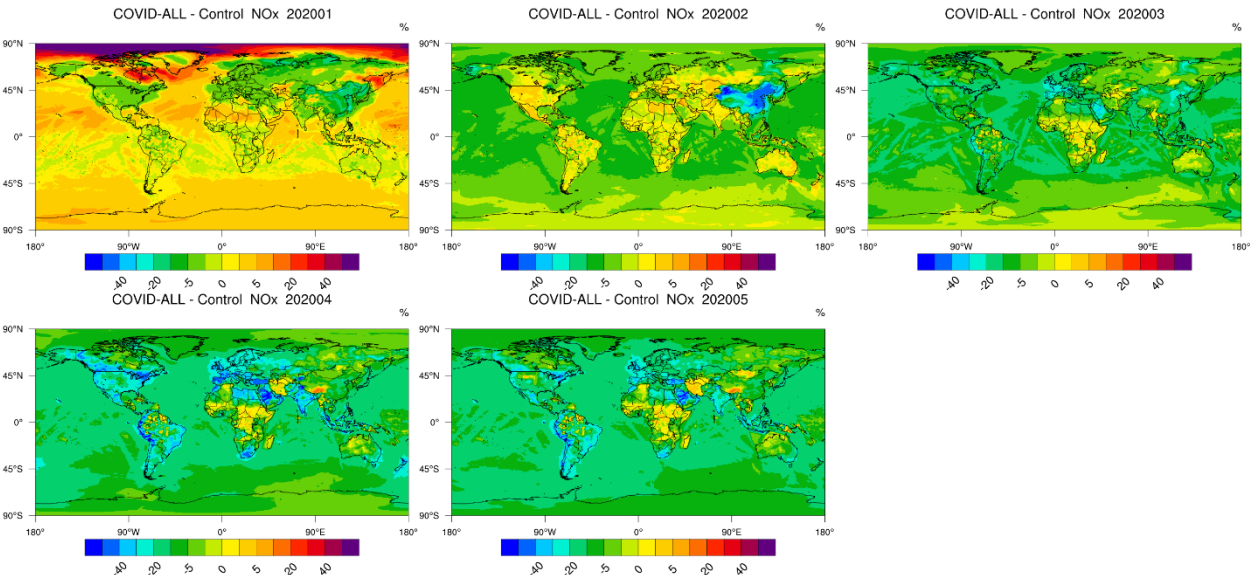 COVID-ALL - Control NOx 202001
%
90°N
45°N
0°
45°S
90°S
180° 90°W 0° 90°E 180°
-40 -20 -5 0 5 20 40
COVID-ALL - Control NOx 202002
%
90°N
45°N
0°
45°S
90°S
180° 90°W 0° 90°E 180°
-40 -20 -5 0 5 20 40
COVID-ALL - Control NOx 202003
%
90°N
45°N
0°
45°S
90°S
180° 90°W 0° 90°E 180°
-40 -20 -5 0 5 20 40
COVID-ALL - Control NOx 202004
%
90°N
45°N
0°
45°S
90°S
180° 90°W 0° 90°E 180°
-40 -20 -5 0 5 20 40
COVID-ALL - Control NOx 202005
%
90°N
45°N
0°
45°S
90°S
180° 90°W 0° 90°E 180°
-40 -20 -5 0 5 20 40